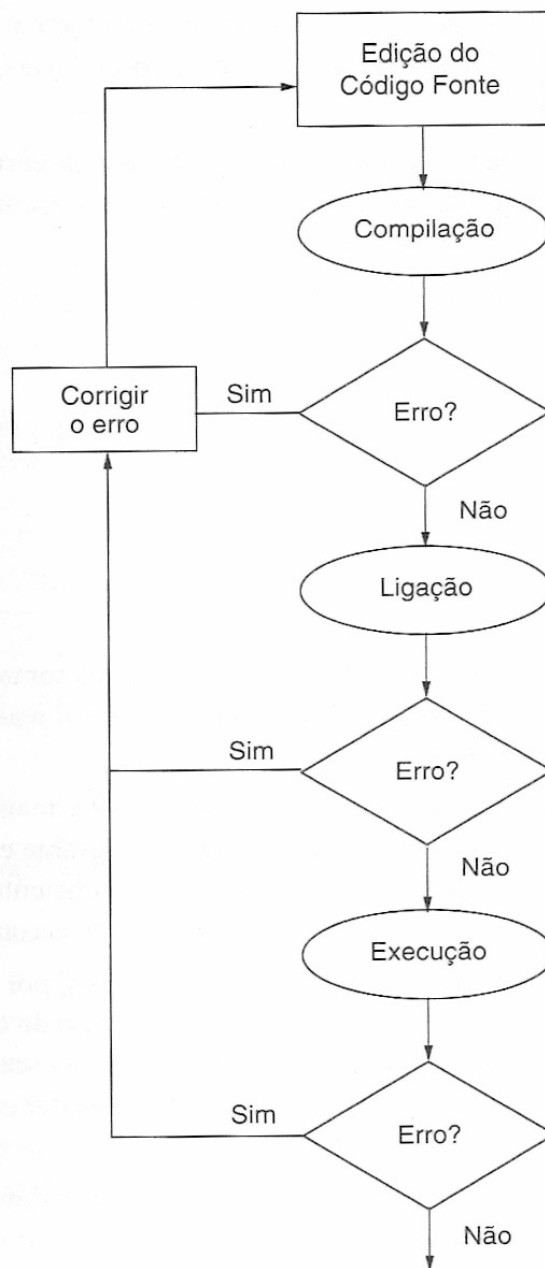 Edição do
Código Fonte
Compilação
Corrigir
o erro
Sim
Erro?
Não
Ligação
Sim
Erro?
Não
Execução
Sim
Erro?
Não